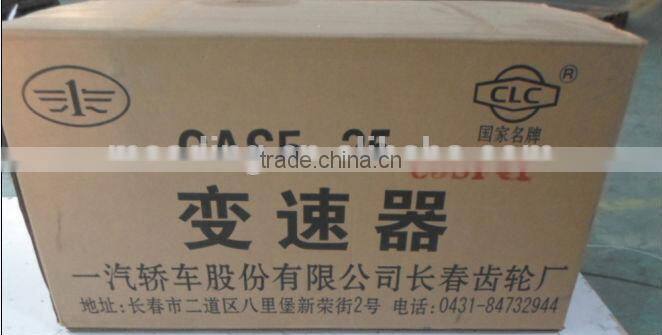 CLC ®
国家名牌
CAS5-25
trade.china.cn
变速器
一汽轿车股份有限公司长春齿轮厂
地址:长春市二道区八里堡新荣街2号 电话:0431-84732944